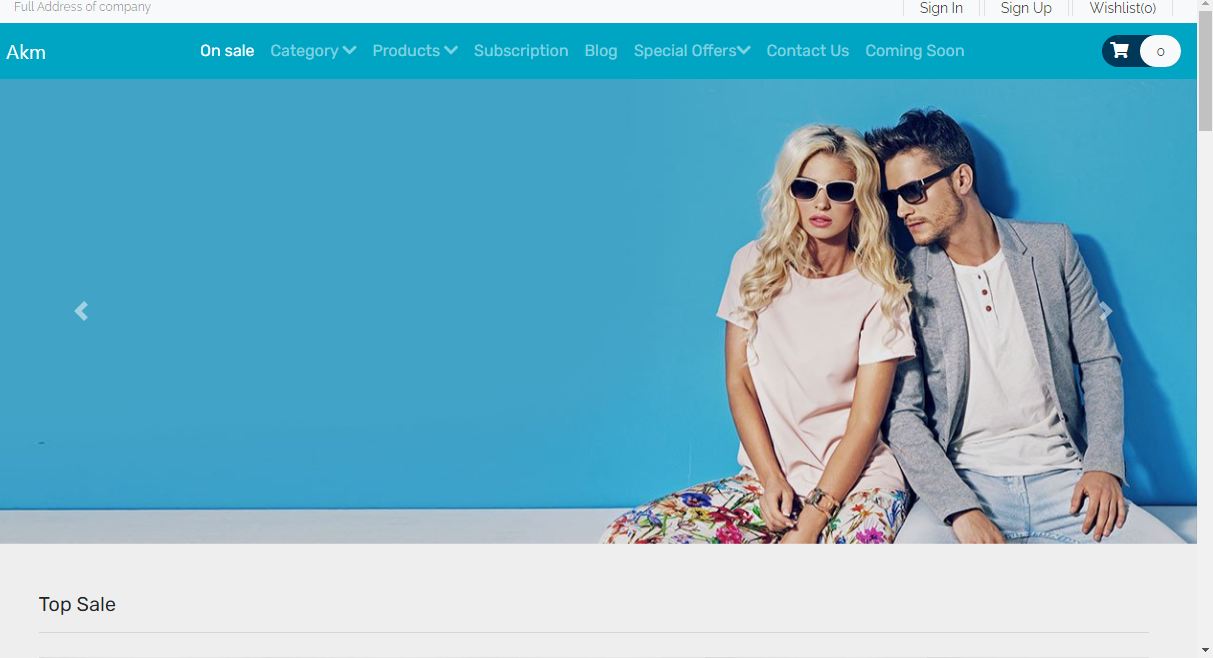 Full Address of company Sign In Sign Up Wishlist(0)
Akm On sale Category Products Subscription Blog Special Offers Contact Us Coming Soon 0
Top Sale